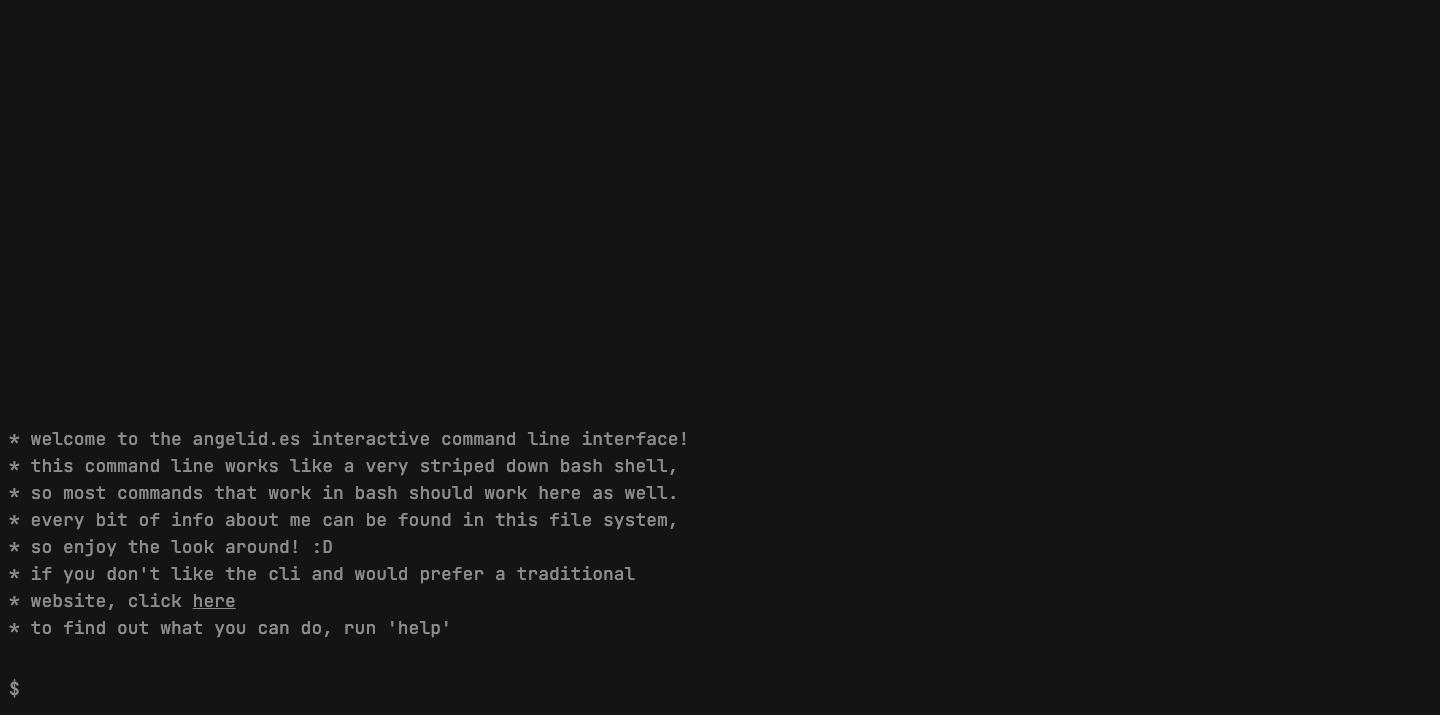 * welcome to the angelid.es interactive command line interface!
* this command line works like a very striped down bash shell,
* so most commands that work in bash should work here as well.
* every bit of info about me can be found in this file system,
* so enjoy the look around! :D
* if you don't like the cli and would prefer a traditional
* website, click here
* to find out what you can do, run 'help'
$